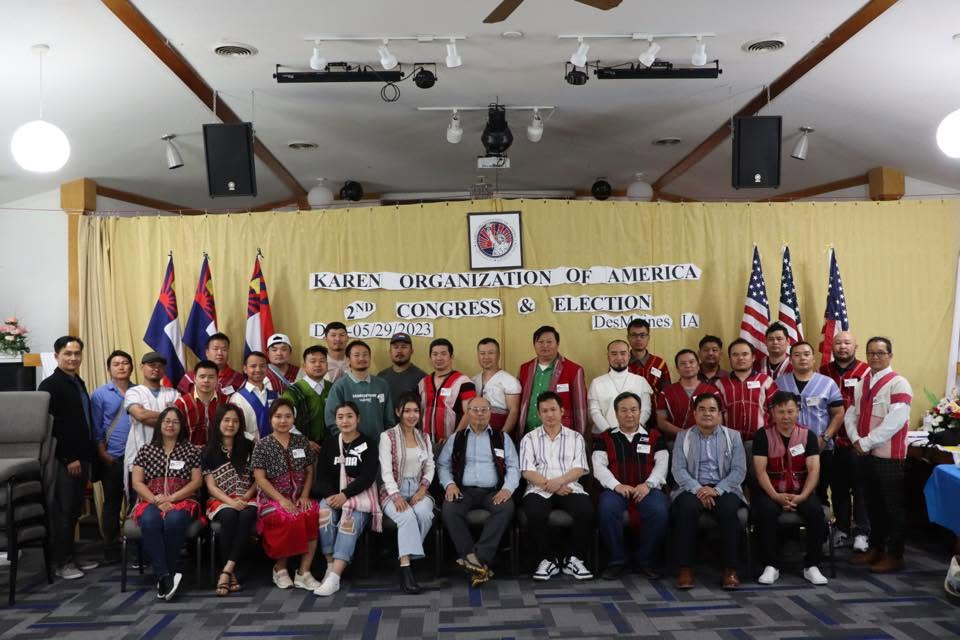 KAREN ORGANIZATION OF AMERICA
2ND CONGRESS & ELECTION
DesMoines IA
05/29/2023